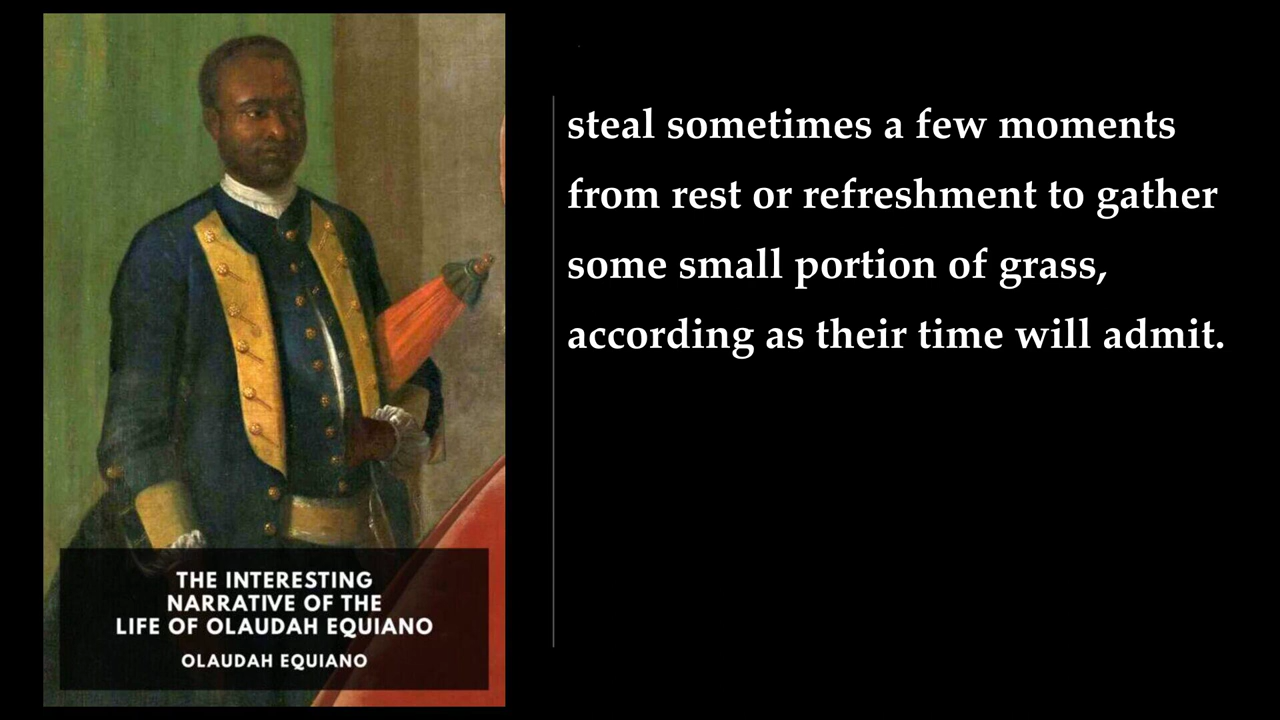 steal sometimes a few moments
from rest or refreshment to gather
some small portion of grass,
according as their time will admit.
THE INTERESTING
NARRATIVE OF THE
LIFE OF OLAUDAH EQUIANO
OLAUDAH EQUIANO